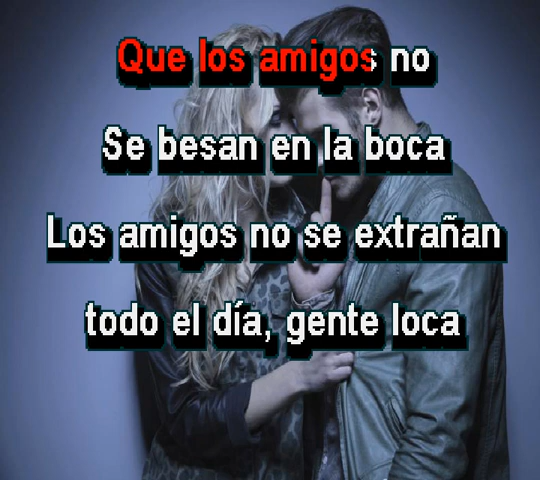 Que los amigos no
Se besan en la boca
Los amigos no se extrañan
todo el día, gente loca